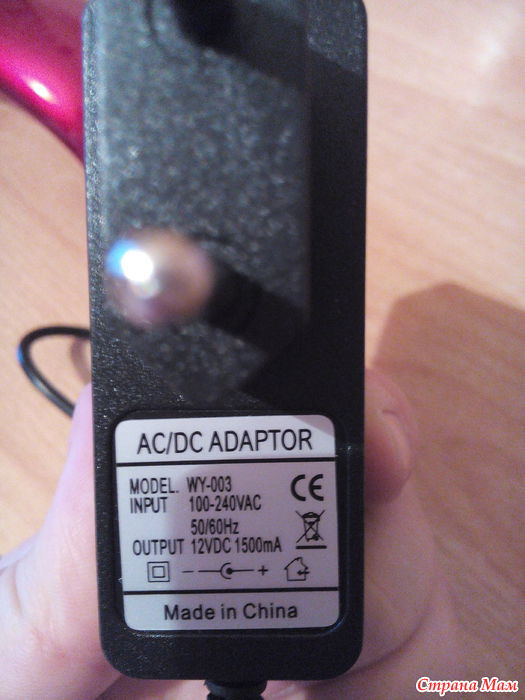 AC/DC ADAPTOR
MODEL. WY-003
INPUT 100-240VAC
50/60Hz
OUTPUT 12VDC 1500mA
CE
- +
Made in China
Страна Мам